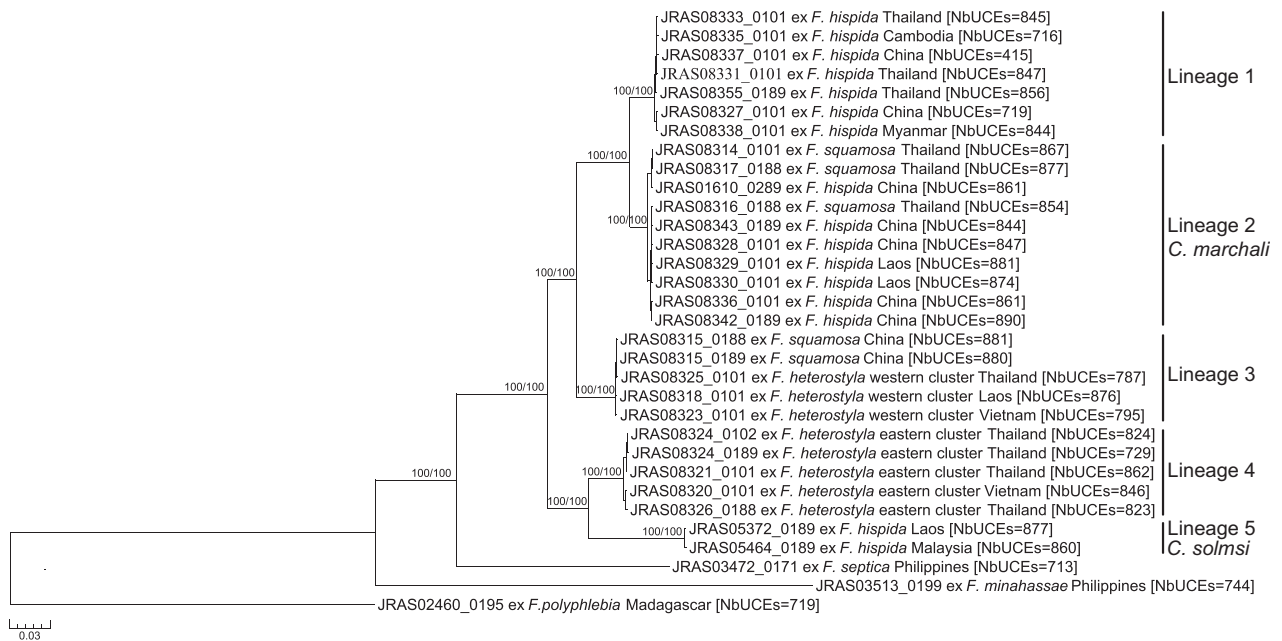 JRAS08333_0101 ex F. hispida Thailand [NbUCEs=845]
JRAS08335_0101 ex F. hispida Cambodia [NbUCEs=716]
JRAS08337_0101 ex F. hispida China [NbUCEs=415]
JRAS08331_0101 ex F. hispida Thailand [NbUCEs=847]
Lineage 1
100/100
JRAS08355_0189 ex F. hispida Thailand [NbUCEs=856]
JRAS08327_0101 ex F. hispida China [NbUCEs=719]
JRAS08338_0101 ex F. hispida Myanmar [NbUCEs=844]
100/100
JRAS08314_0101 ex F. squamosa Thailand [NbUCEs=867]
JRAS08317_0188 ex F. squamosa Thailand [NbUCEs=877]
JRAS01610_0289 ex F. hispida China [NbUCEs=861]
JRAS08316_0188 ex F. squamosa Thailand [NbUCEs=854]
100/100
JRAS08343_0189 ex F. hispida China [NbUCEs=844]
Lineage 2
C. marchali
JRAS08328_0101 ex F. hispida China [NbUCEs=847]
JRAS08329_0101 ex F. hispida Laos [NbUCEs=881]
100/100
JRAS08330_0101 ex F. hispida Laos [NbUCEs=874]
JRAS08336_0101 ex F. hispida China [NbUCEs=861]
JRAS08342_0189 ex F. hispida China [NbUCEs=890]
JRAS08315_0188 ex F. squamosa China [NbUCEs=881]
JRAS08315_0189 ex F. squamosa China [NbUCEs=880]
JRAS08325_0101 ex F. heterostyla western cluster Thailand [NbUCEs=787]
Lineage 3
100/100
100/100
JRAS08318_0101 ex F. heterostyla western cluster Laos [NbUCEs=876]
JRAS08323_0101 ex F. heterostyla western cluster Vietnam [NbUCEs=795]
JRAS08324_0102 ex F. heterostyla eastern cluster Thailand [NbUCEs=824]
JRAS08324_0189 ex F. heterostyla eastern cluster Thailand [NbUCEs=729]
100/100
100/100
JRAS08321_0101 ex F. heterostyla eastern cluster Thailand [NbUCEs=862]
Lineage 4
JRAS08320_0101 ex F. heterostyla eastern cluster Vietnam [NbUCEs=846]
100/100
JRAS08326_0188 ex F. heterostyla eastern cluster Thailand [NbUCEs=823]
100/100
JRAS05372_0189 ex F. hispida Laos [NbUCEs=877]
Lineage 5
C. solmsi
JRAS05464_0189 ex F. hispida Malaysia [NbUCEs=860]
JRAS03472_0171 ex F. septica Philippines [NbUCEs=713]
JRAS03513_0199 ex F. minahassae Philippines [NbUCEs=744]
JRAS02460_0195 ex F.polyphlebia Madagascar [NbUCEs=719]
0.03